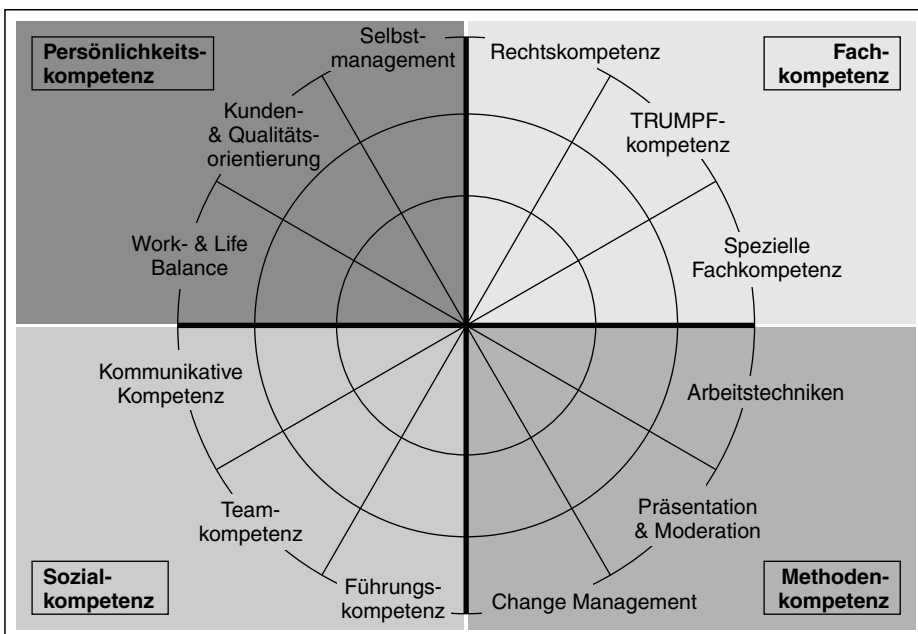 Persönlichkeits-
kompetenz
Selbst-
management
Kunden-
& Qualitäts-
orientierung
Work- & Life
Balance
Rechtskompetenz
Fach-
kompetenz
TRUMPF-
kompetenz
Spezielle
Fachkompetenz
Kommunikative
Kompetenz
Team-
kompetenz
Führungs-
kompetenz
Sozial-
kompetenz
Arbeitstechniken
Präsentation
& Moderation
Change Management
Methoden-
kompetenz